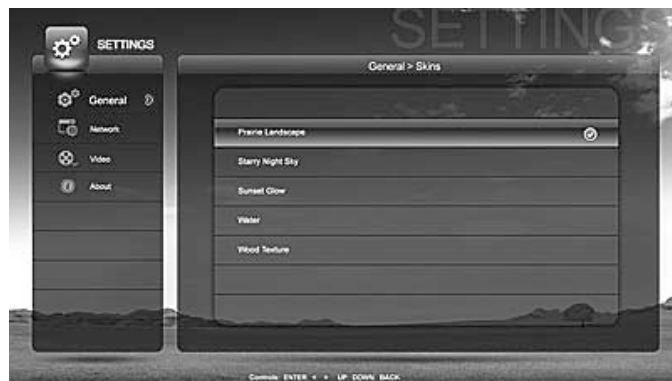 SETTINGS
SETTINGS
General > Skins
General
Network
Video
About
Prairie Landscape
Starry Night Sky
Sunset Glow
Water
Wood Texture
Controls ENTER < > UP DOWN BACK